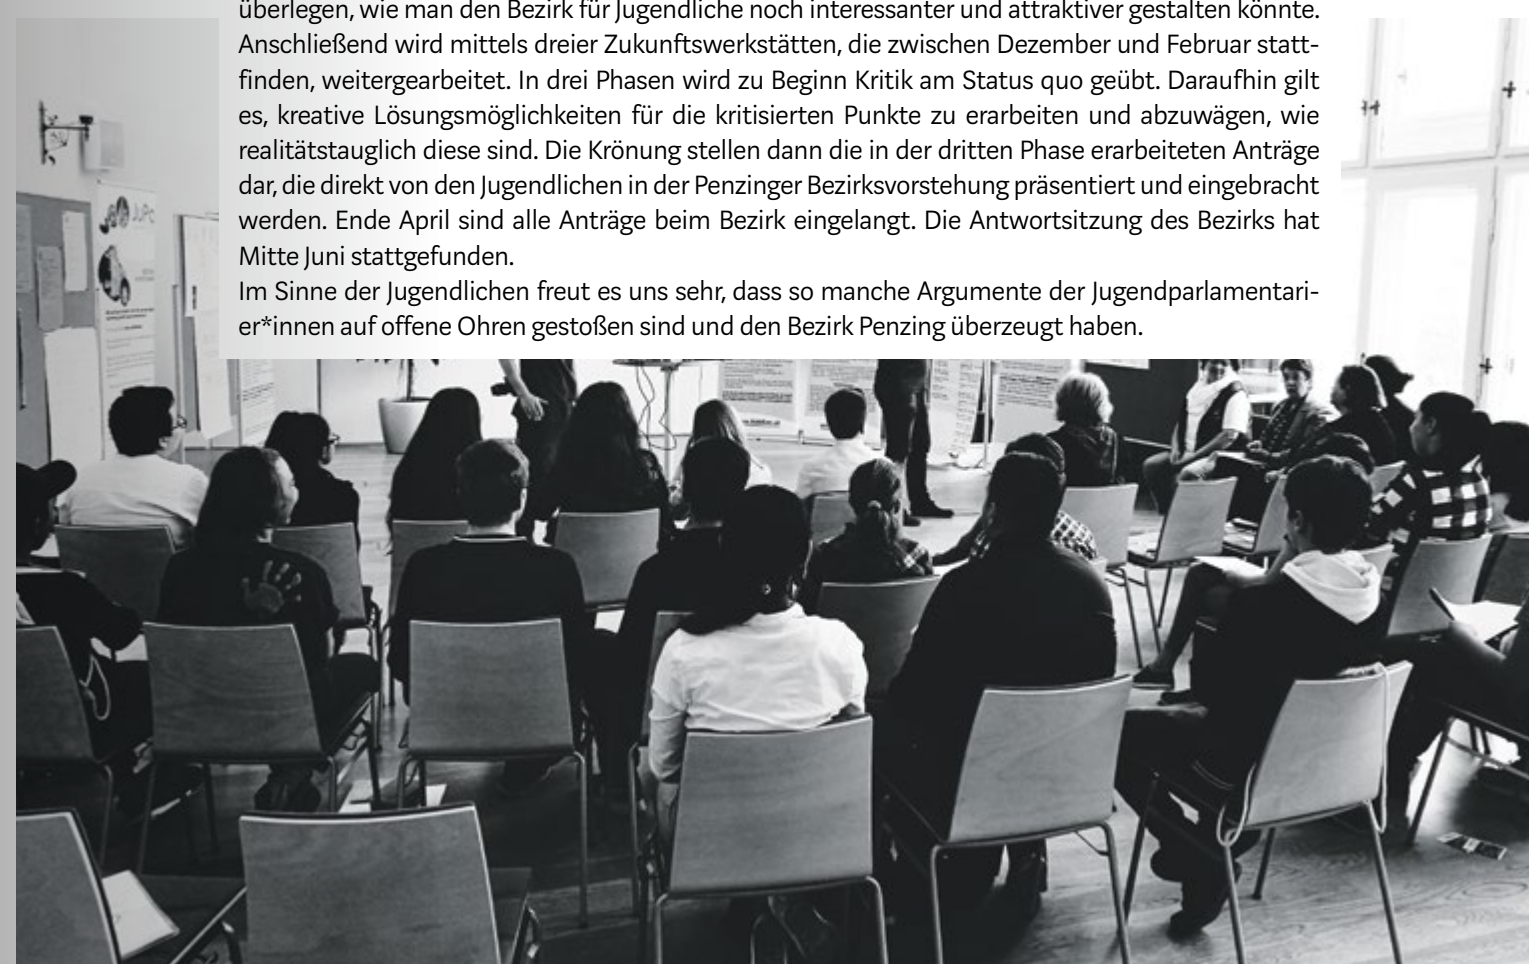 überlegen, wie man den Bezirk für Jugendliche noch interessanter und attraktiver gestalten könnte.
Anschließend wird mittels dreier Zukunftswerkstätten, die zwischen Dezember und Februar statt-
finden, weitergearbeitet. In drei Phasen wird zu Beginn Kritik am Status quo geübt. Daraufhin gilt
es, kreative Lösungsmöglichkeiten für die kritisierten Punkte zu erarbeiten und abzuwägen, wie
realitätstauglich diese sind. Die Krönung stellen dann die in der dritten Phase erarbeiteten Anträge
dar, die direkt von den Jugendlichen in der Penzinger Bezirksvorstehung präsentiert und eingebracht
werden. Ende April sind alle Anträge beim Bezirk eingelangt. Die Antwortsitzung des Bezirks hat
Mitte Juni stattgefunden.
Im Sinne der Jugendlichen freut es uns sehr, dass so manche Argumente der Jugendparlamentari-
er*innen auf offene Ohren gestoßen sind und den Bezirk Penzing überzeugt haben.